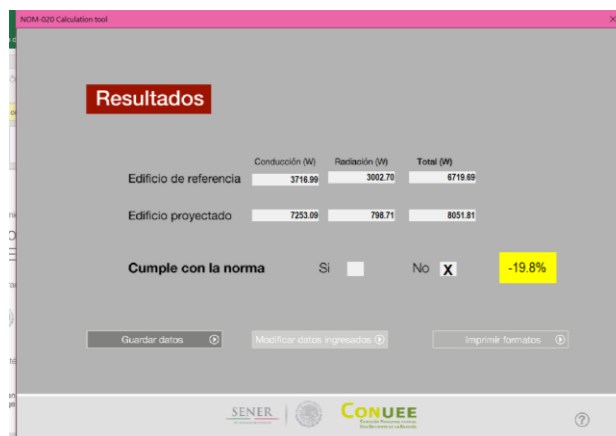 NOM-020 Calculation tool
Resultados
Conducción (W) Radiación (W) Total (W)
Edificio de referencia 3716.99 3002.70 6719.69
Edificio proyectado 7253.09 798.71 8051.81
Cumple con la norma Si No X -19.8%
Guardar datos Modificar datos ingresados Imprimir formatos
SENER CONUEE
?